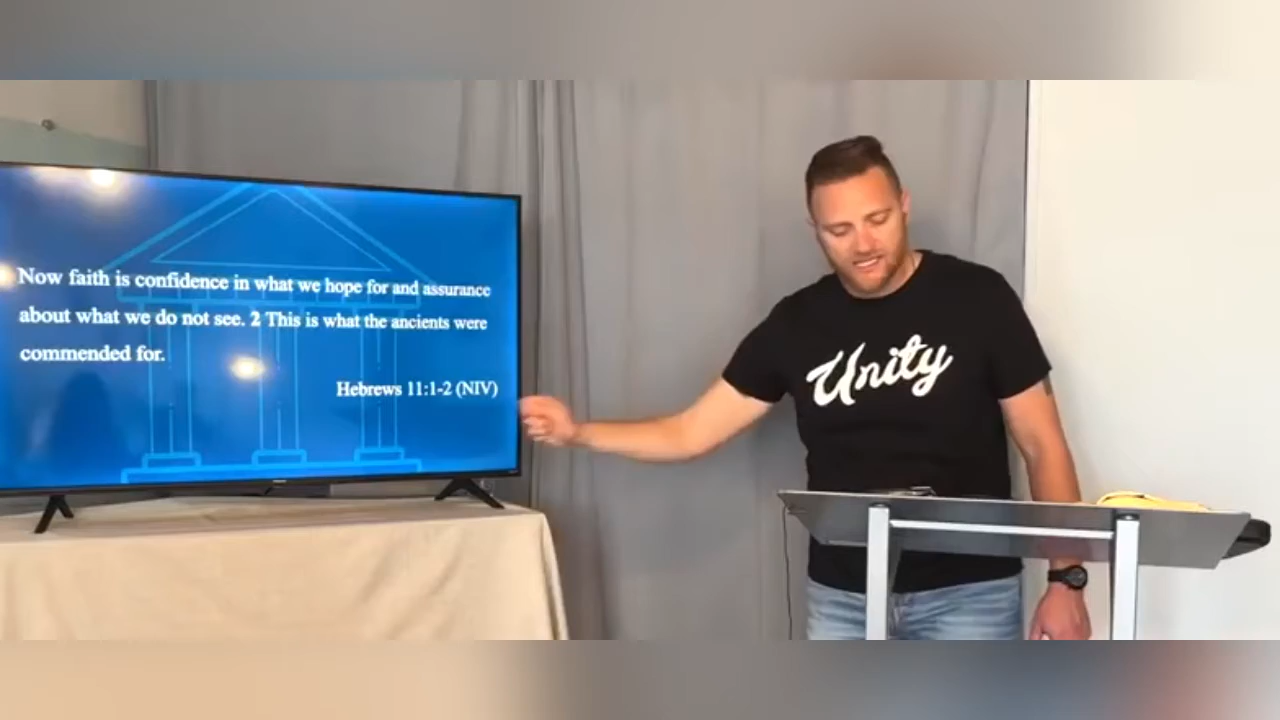 Now faith is confidence in what we hope for and assurance
about what we do not see. 2 This is what the ancients were
commended for.
Hebrews 11:1-2 (NIV)
Unity